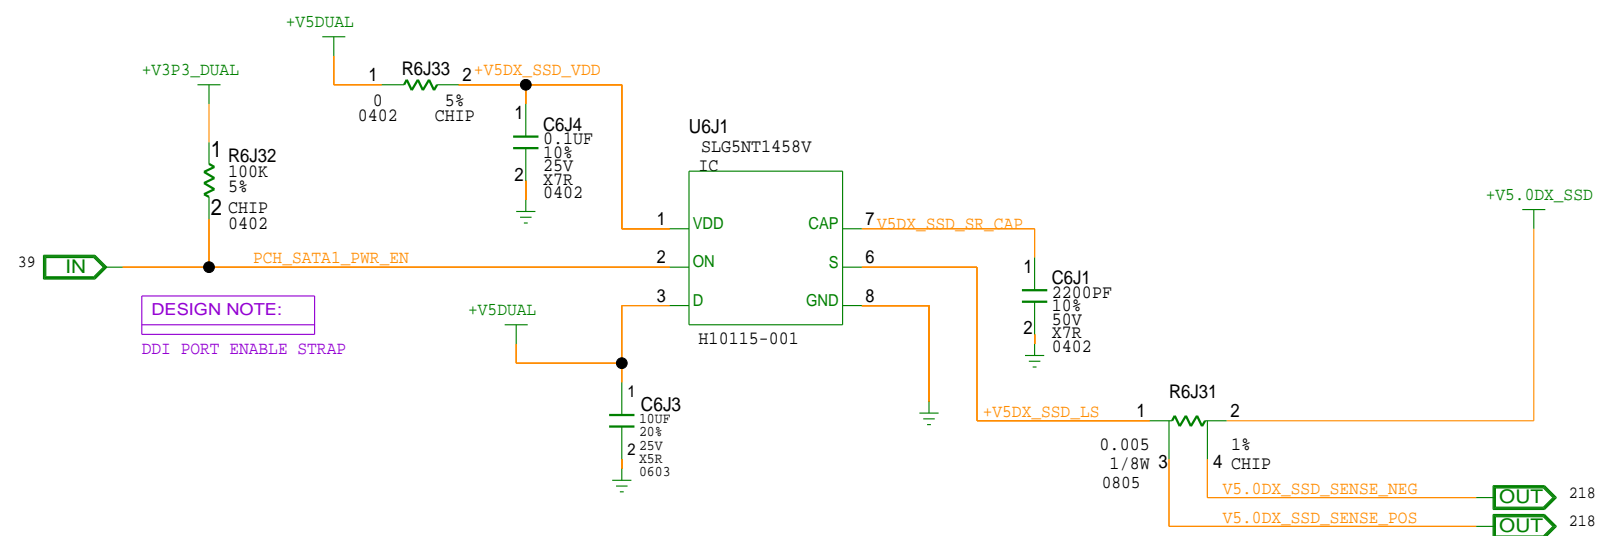 +V5DUAL
+V3P3_DUAL
1 R6J33 2 +V5DX_SSD_VDD
0 5%
0402 CHIP
1
C6J4
0.1UF
10%
25V
2 X7R
0402
U6J1
SLG5NT1458V
IC
1 R6J32
100K
5%
2 CHIP
0402
+V5.0DX_SSD
1 VDD CAP 7 V5DX_SSD_SR_CAP
39 IN PCH_SATA1_PWR_EN 2 ON S 6
3 D GND 8
1 C6J1
2200PF
10%
50V
2 X7R
0402
DESIGN NOTE:
DDI PORT ENABLE STRAP
+V5DUAL
H10115-001
1 C6J3
10UF
20%
2 25V
X5R
0603
R6J31
+V5DX_SSD_LS 1 2
0.005 1%
1/8W 3 4 CHIP
0805
V5.0DX_SSD_SENSE_NEG OUT 218
V5.0DX_SSD_SENSE_POS OUT 218